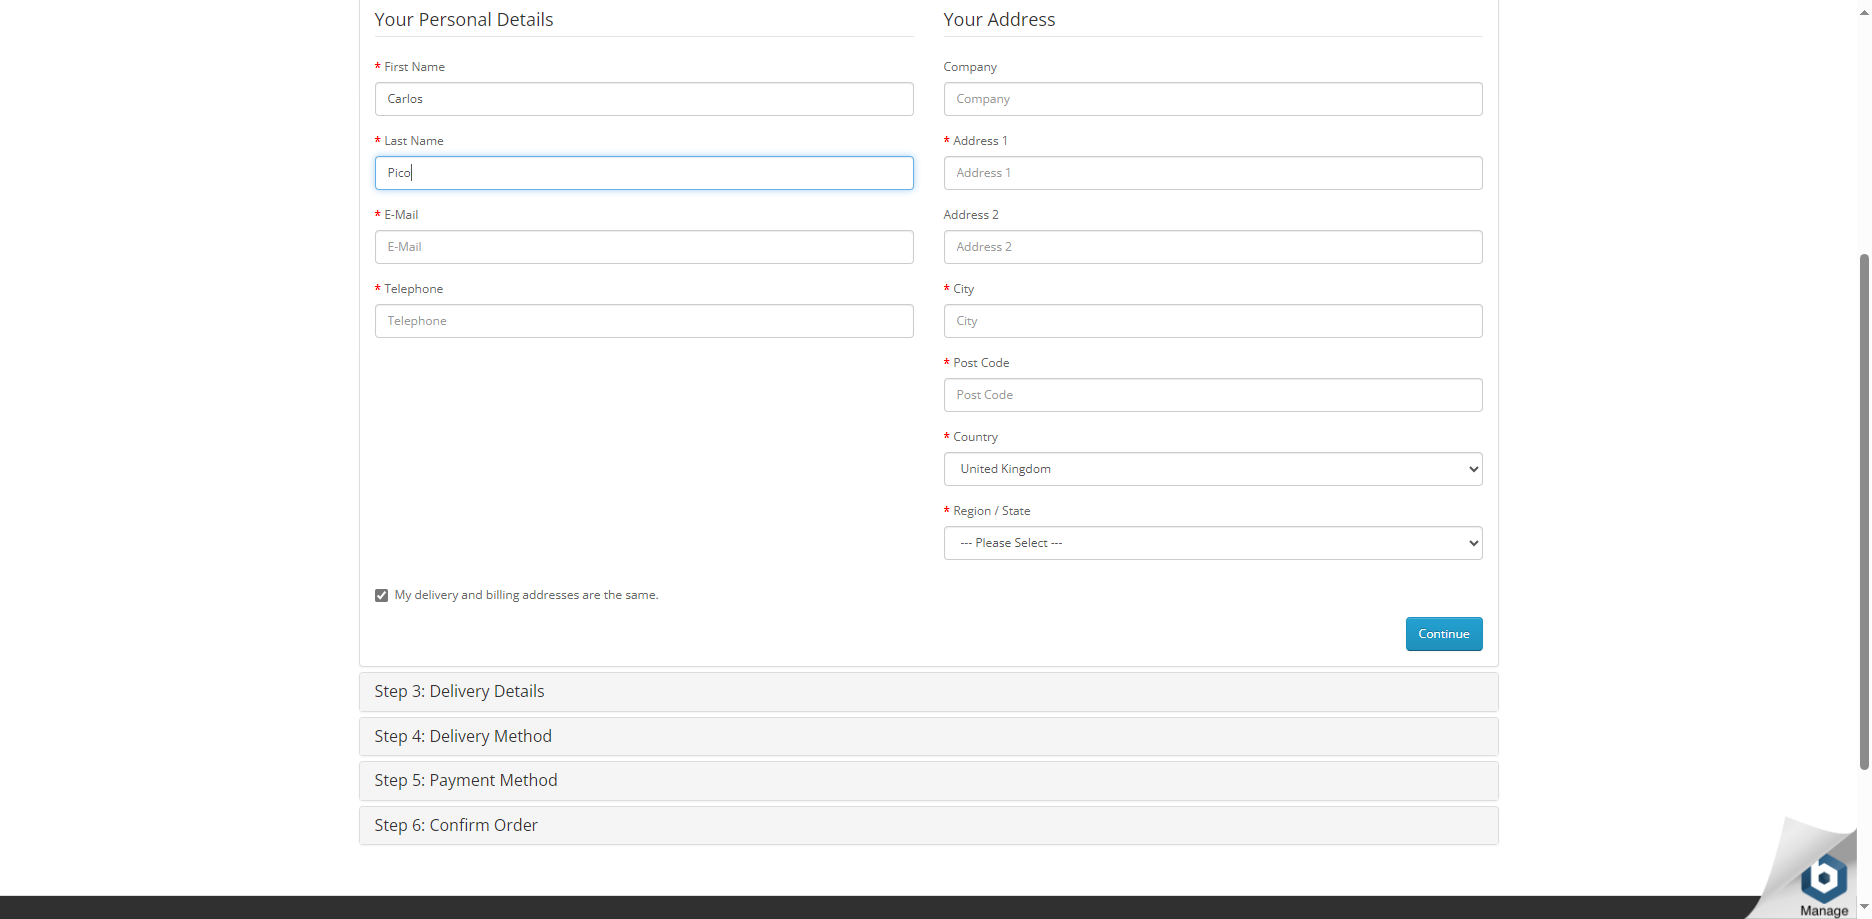 Your Personal Details
* First Name
Carlos
* Last Name
Pico
* E-Mail
E-Mail
* Telephone
Telephone
Your Address
Company
Company
* Address 1
Address 1
Address 2
Address 2
* City
City
* Post Code
Post Code
* Country
United Kingdom
* Region / State
--- Please Select ---
My delivery and billing addresses are the same.
Continue
Step 3: Delivery Details
Step 4: Delivery Method
Step 5: Payment Method
Step 6: Confirm Order
Manage